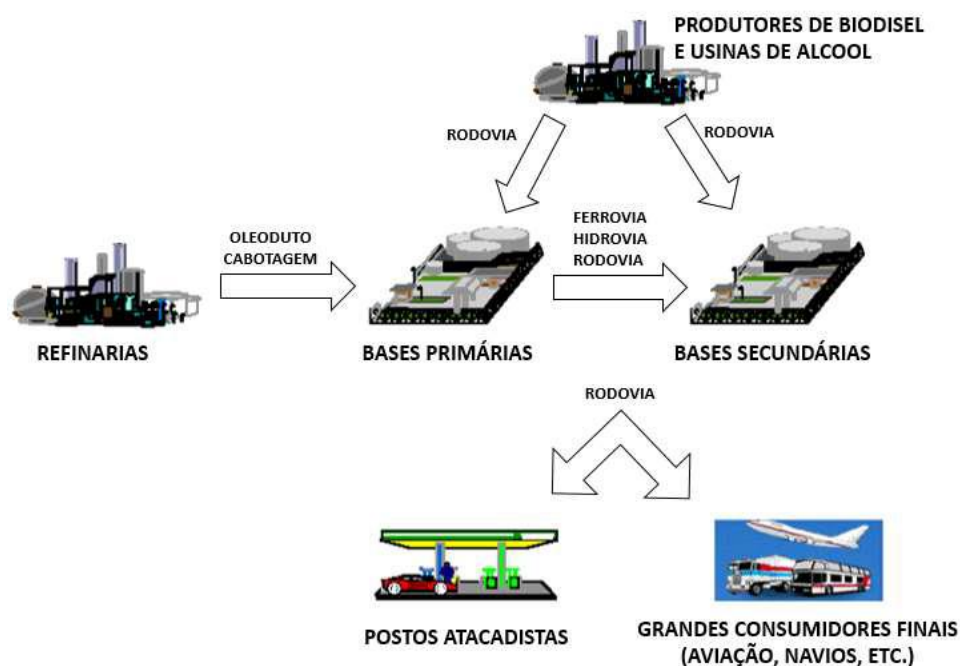 PRODUTORES DE BIODISEL
E USINAS DE ALCOOL
RODOVIA
RODOVIA
OLEODUTO
CABOTAGEM
FERROVIA
HIDROVIA
RODOVIA
REFINARIAS
BASES PRIMÁRIAS
BASES SECUNDÁRIAS
RODOVIA
POSTOS ATACADISTAS
GRANDES CONSUMIDORES FINAIS
(AVIAÇÃO, NAVIOS, ETC.)